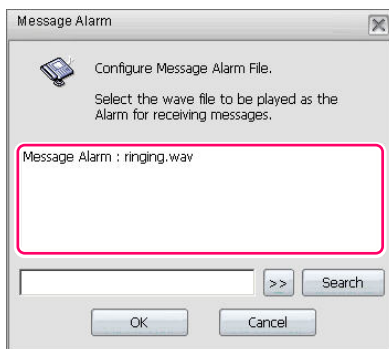 Message Alarm
Configure Message Alarm File.
Select the wave file to be played as the
Alarm for receiving messages.
Message Alarm : ringing.wav
>>
Search
OK
Cancel